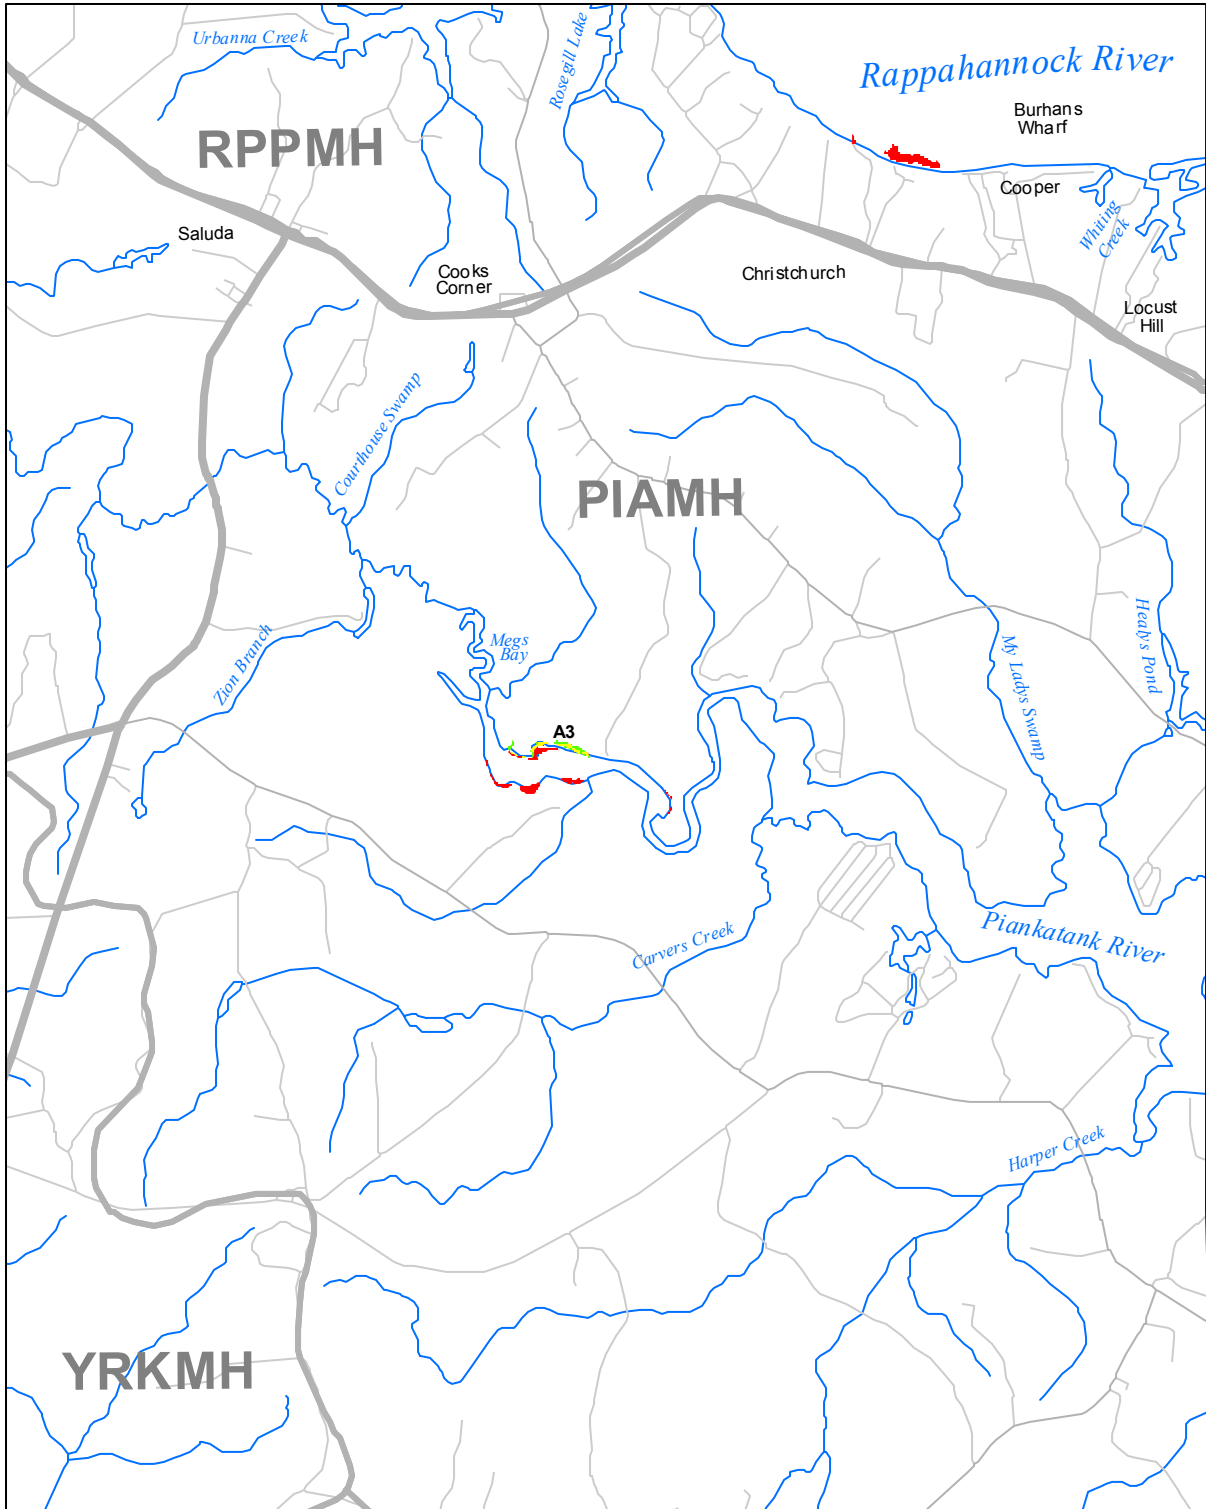 Urbanna Creek
Rosegill Lake
Rappahannock River
Burhans
Wharf
RPPMH
Cooper
Whiting
Creek
Saluda
Cooks
Corner
Christchurch
Locust
Hill
Courthouse Swamp
PIAMH
Healys Pond
Megs
Bay
My Ladys Swamp
Zion Branch
A3
Carvers Creek
Piankatank River
Harper Creek
YRKMH